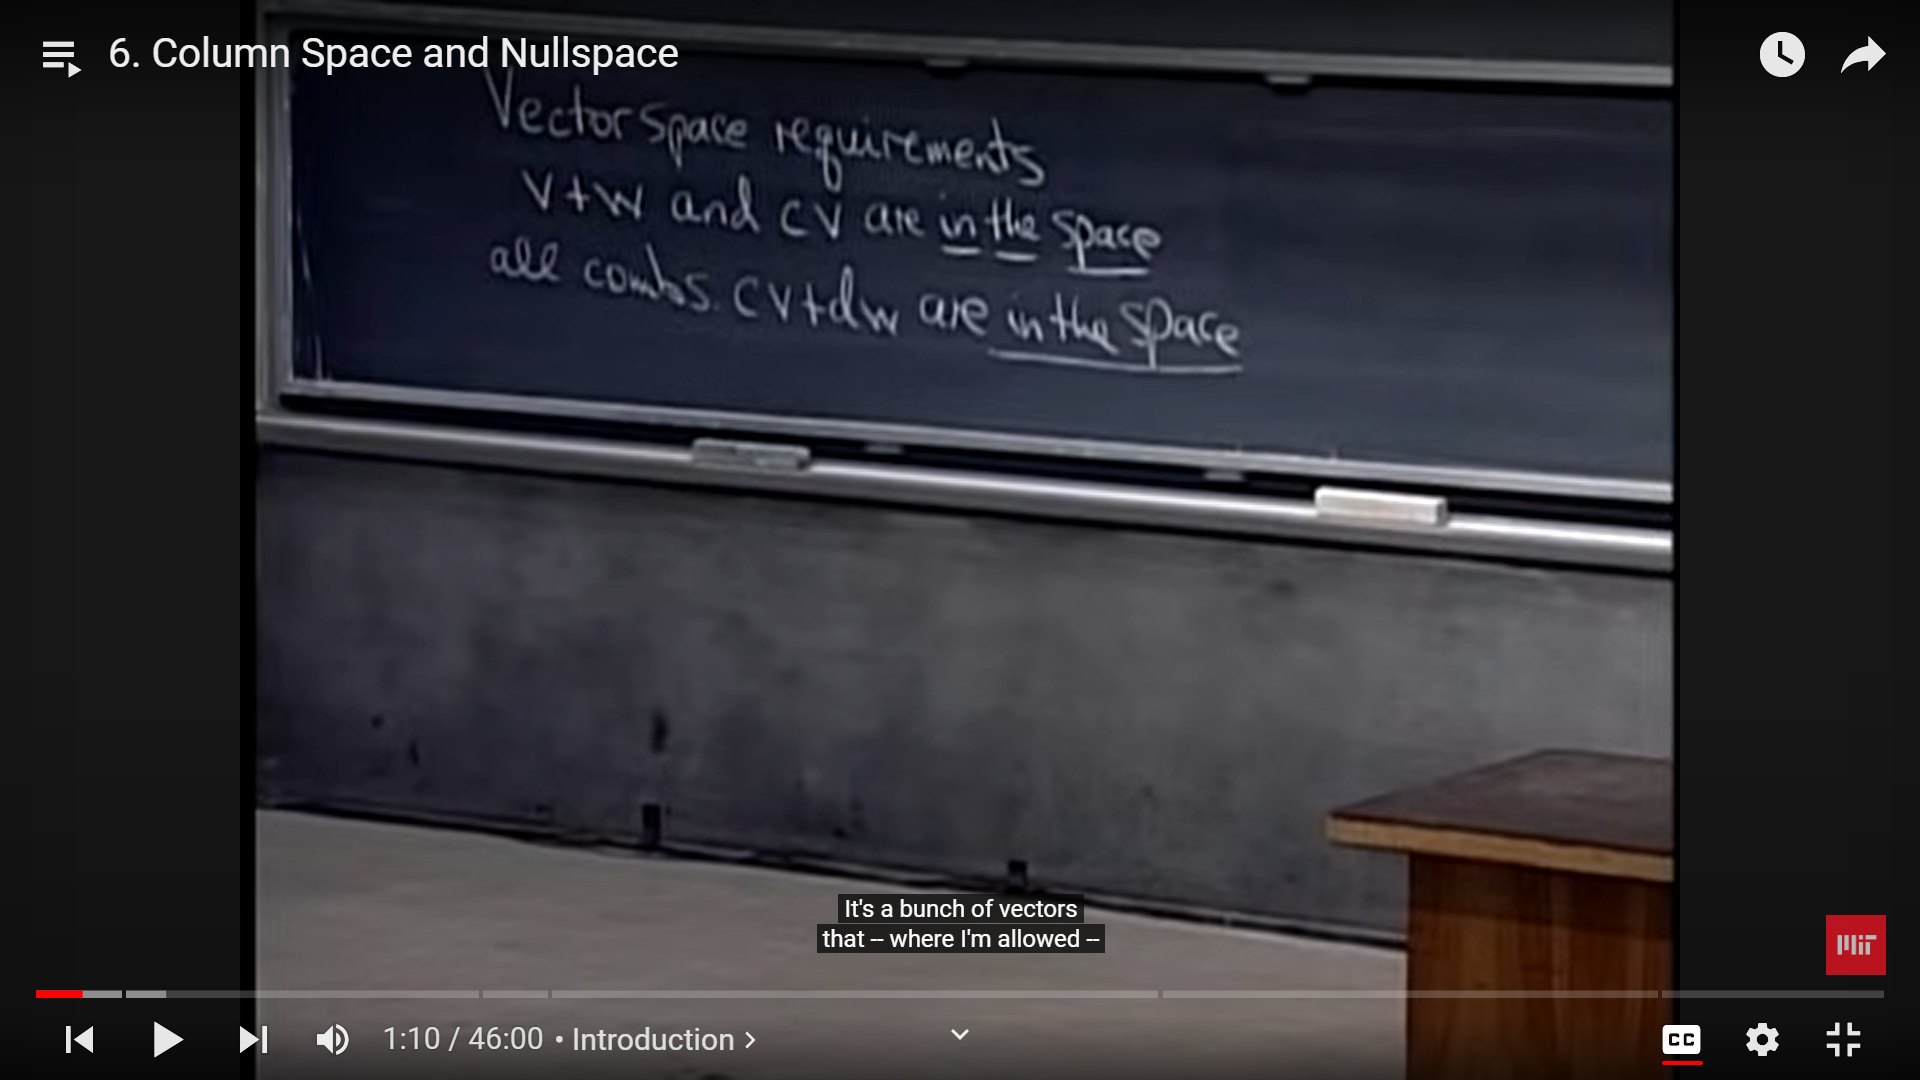 6. Column Space and Nullspace
Vector space requirements
v+w and cv are in the space
all combs. cv+dw are in the space
It's a bunch of vectors
that -- where I'm allowed --
MIT
1:10 / 46:00 • Introduction >
CC